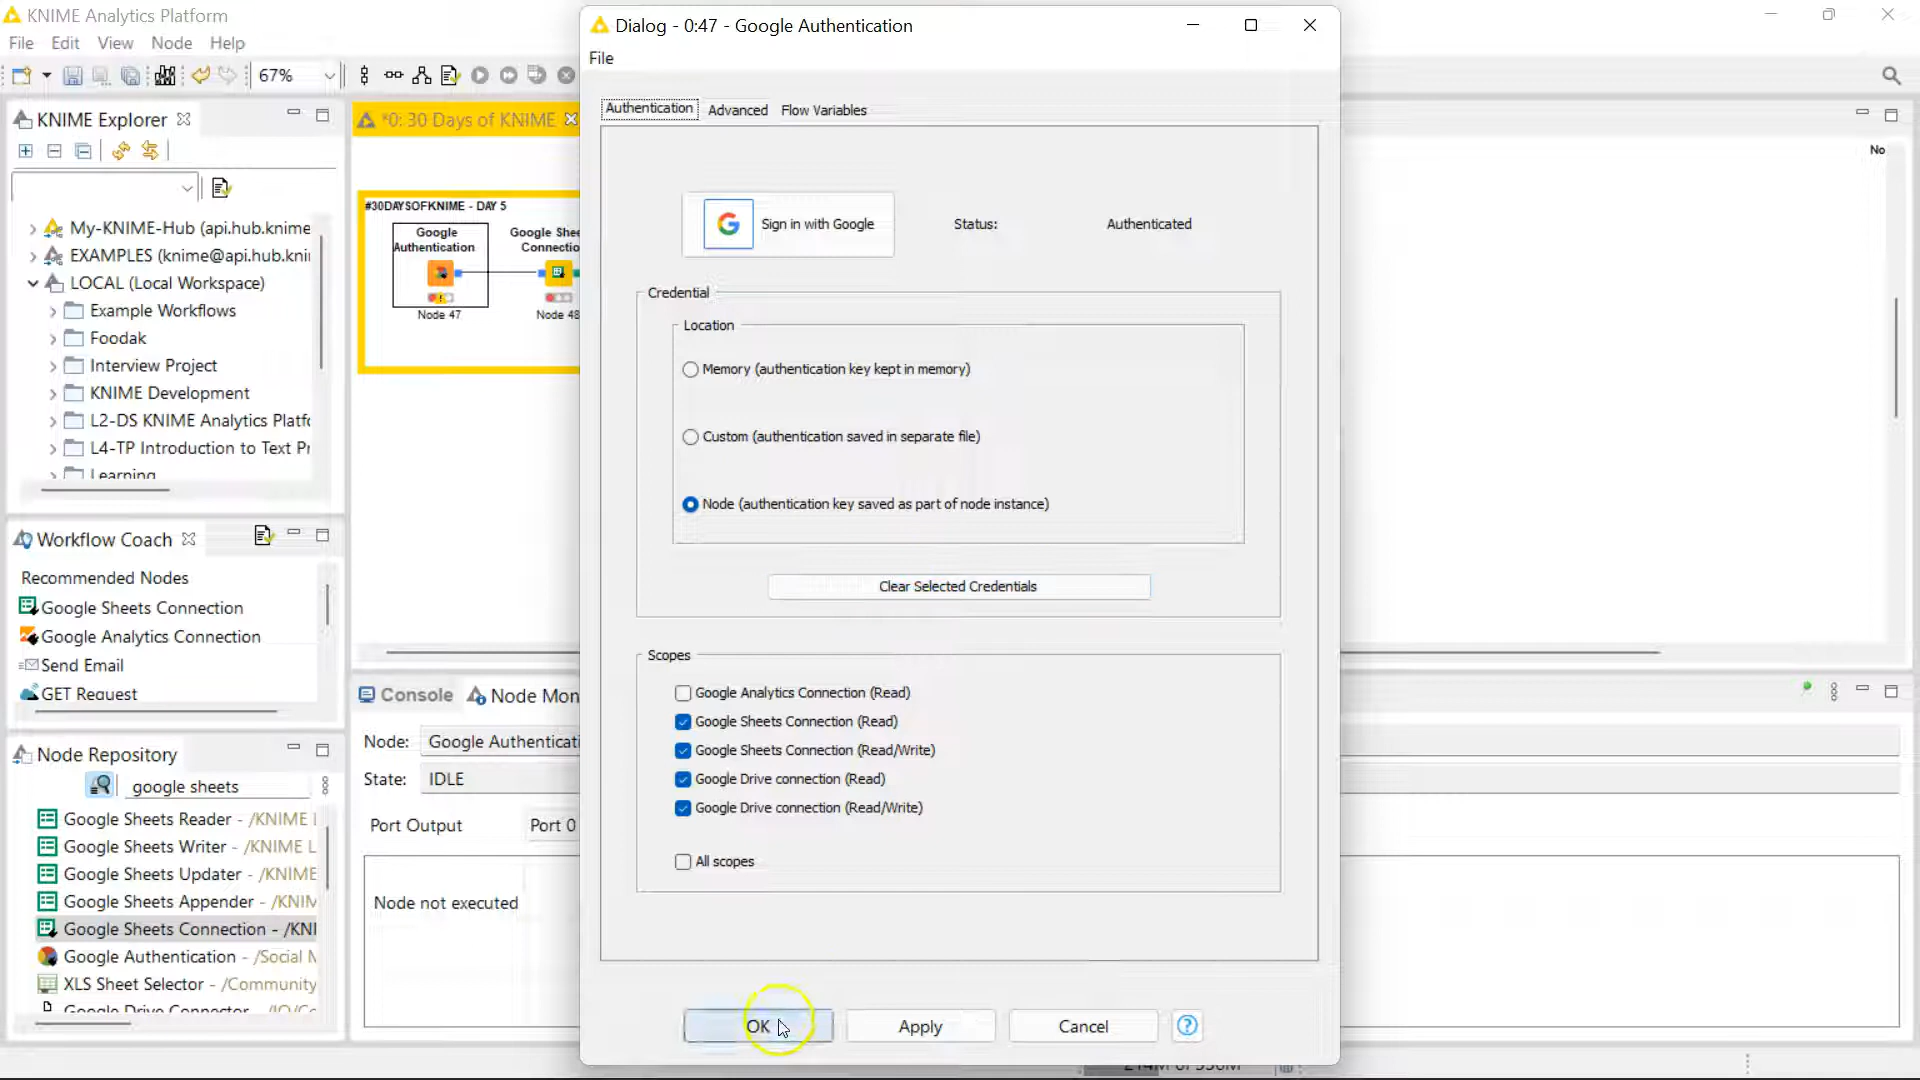 KNIME Analytics Platform
File Edit View Node Help
67%
KNIME Explorer
My-KNIME-Hub (api.hub.knime
EXAMPLES (knime@api.hub.kni
LOCAL (Local Workspace)
Example Workflows
Foodak
Interview Project
KNIME Development
L2-DS KNIME Analytics Platf
L4-TP Introduction to Text Pr
Learning
Workflow Coach
Recommended Nodes
Google Sheets Connection
Google Analytics Connection
Send Email
GET Request
Node Repository
google sheets
Google Sheets Reader - /KNIME
Google Sheets Writer - /KNIME L
Google Sheets Updater - /KNIME
Google Sheets Appender - /KNIM
Google Sheets Connection - /KNI
Google Authentication - /Social M
XLS Sheet Selector - /Community
Google Drive Connector
*0: 30 Days of KNIME
#30DAYSOFKNIME - DAY 5
Google Authentication
Node 47
Google Shee
Connectio
Node 48
Console Node Mon
Node: Google Authenticati
State: IDLE
Port Output Port 0
Node not executed
Dialog - 0:47 - Google Authentication
File
Authentication Advanced Flow Variables
Sign in with Google Status: Authenticated
Credential
Location
Memory (authentication key kept in memory)
Custom (authentication saved in separate file)
Node (authentication key saved as part of node instance)
Clear Selected Credentials
Scopes
Google Analytics Connection (Read)
Google Sheets Connection (Read)
Google Sheets Connection (Read/Write)
Google Drive connection (Read)
Google Drive connection (Read/Write)
All scopes
OK Apply Cancel ?
No